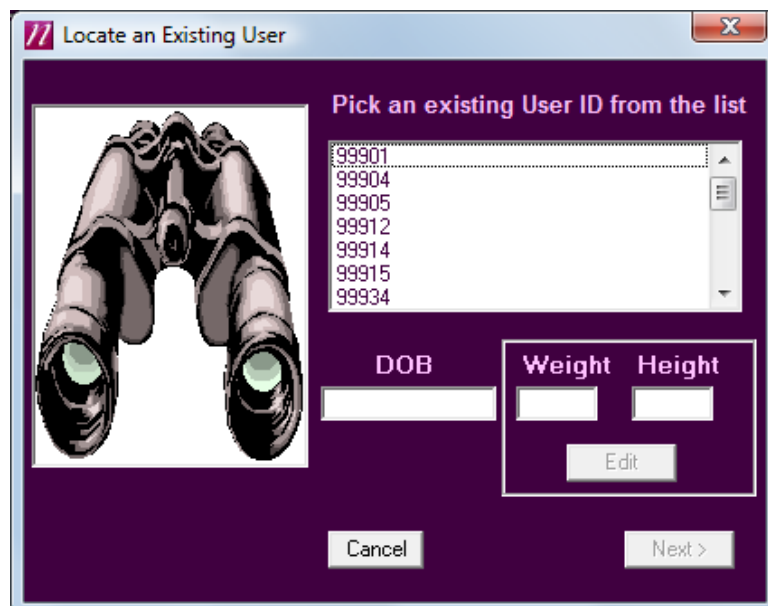 Locate an Existing User
Pick an existing User ID from the list
99901
99904
99905
99912
99914
99915
99934
DOB
Weight Height
Edit
Cancel
Next >